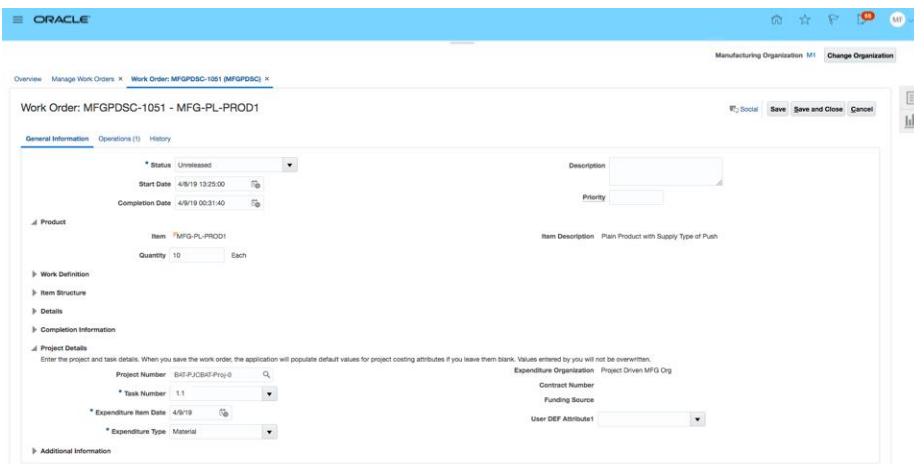 ORACLE
55
MF
Manufacturing Organization M1 Change Organization
Overview Manage Work Orders × Work Order: MFGPDSC-1051 (MFGPDSC) ×
Work Order: MFGPDSC-1051 - MFG-PL-PROD1
Social Save Save and Close Cancel
General Information Operations (1) History
* Status Unreleased
Description
Start Date 4/8/19 13:25:00
Priority
Completion Date 4/9/19 00:31:40
Product
Item MFG-PL-PROD1
Item Description Plain Product with Supply Type of Push
Quantity 10 Each
Work Definition
Item Structure
Details
Completion Information
Project Details
Enter the project and task details. When you save the work order, the application will populate default values for project costing attributes if you leave them blank. Values entered by you will not be overwritten.
Project Number BAT-PJCBAT-Proj-0
Expenditure Organization Project Driven MFG Org
Contract Number
* Task Number 1.1
Funding Source
* Expenditure Item Date 4/9/19
User DEF Attribute1
* Expenditure Type Material
Additional Information